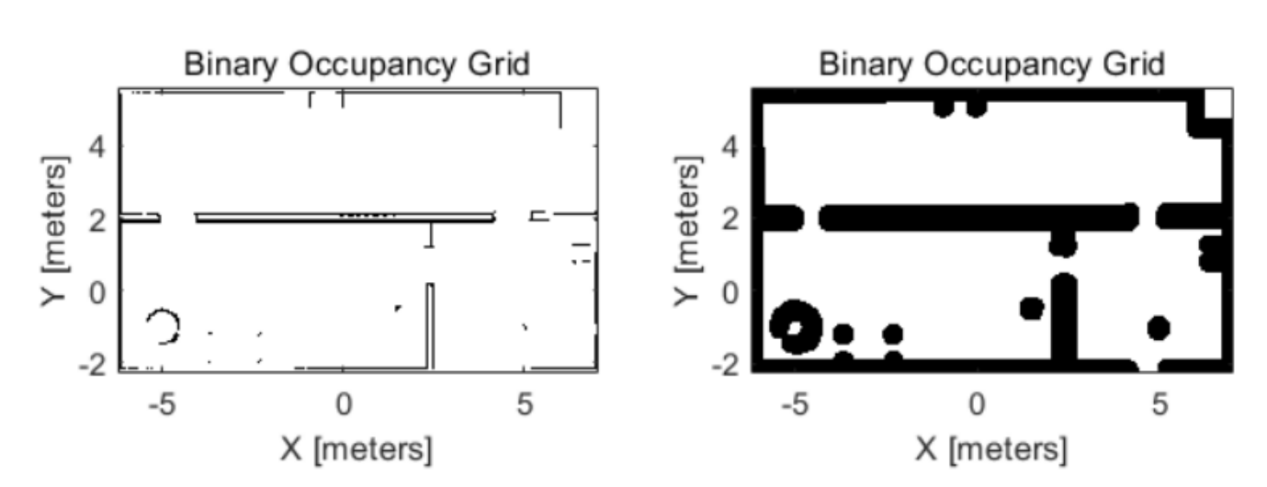 Binary Occupancy Grid
4
2
0
-2
Y [meters]
-5 0 5
X [meters]
Binary Occupancy Grid
4
2
0
-2
Y [meters]
-5 0 5
X [meters]